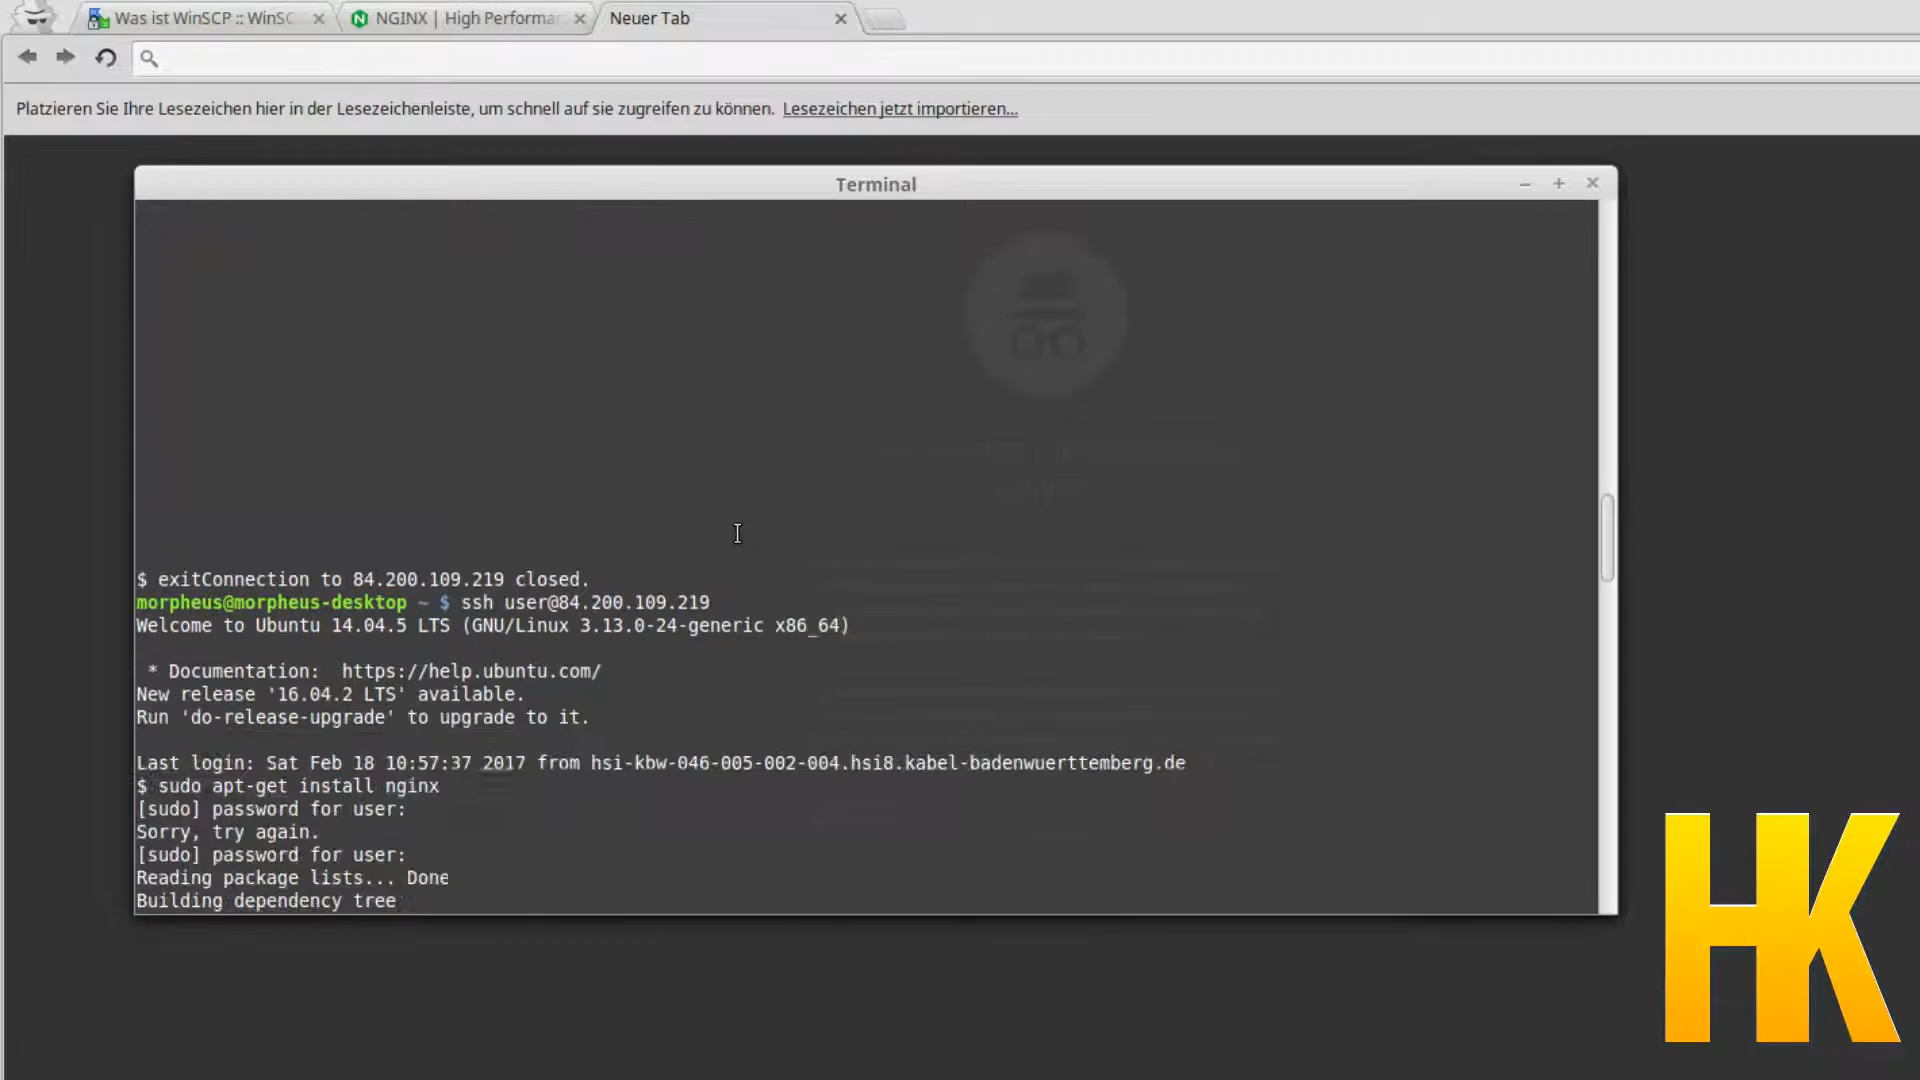 Was ist WinSCP :: WinSC
NGINX | High Performa
Neuer Tab
Platzieren Sie Ihre Lesezeichen hier in der Lesezeichenleiste, um schnell auf sie zugreifen zu können. Lesezeichen jetzt importieren...
Terminal
$ exitConnection to 84.200.109.219 closed.
morpheus@morpheus-desktop ~ $ ssh user@84.200.109.219
Welcome to Ubuntu 14.04.5 LTS (GNU/Linux 3.13.0-24-generic x86_64)
* Documentation: https://help.ubuntu.com/
New release '16.04.2 LTS' available.
Run 'do-release-upgrade' to upgrade to it.
Last login: Sat Feb 18 10:57:37 2017 from hsi-kbw-046-005-002-004.hsi8.kabel-badenwuerttemberg.de
$ sudo apt-get install nginx
[sudo] password for user:
Sorry, try again.
[sudo] password for user:
Reading package lists... Done
Building dependency tree
HK